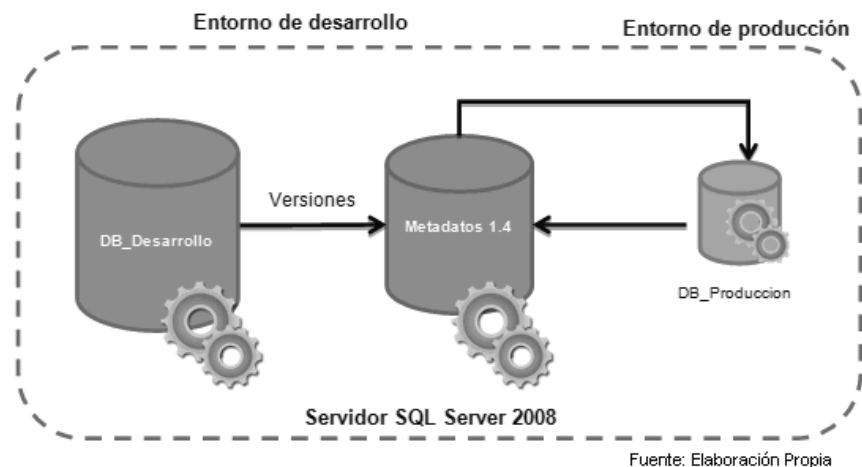 Entorno de desarrollo
Entorno de producción
Versiones
DB_Desarrollo
Metadatos 1.4
DB_Produccion
Servidor SQL Server 2008
Fuente: Elaboración Propia